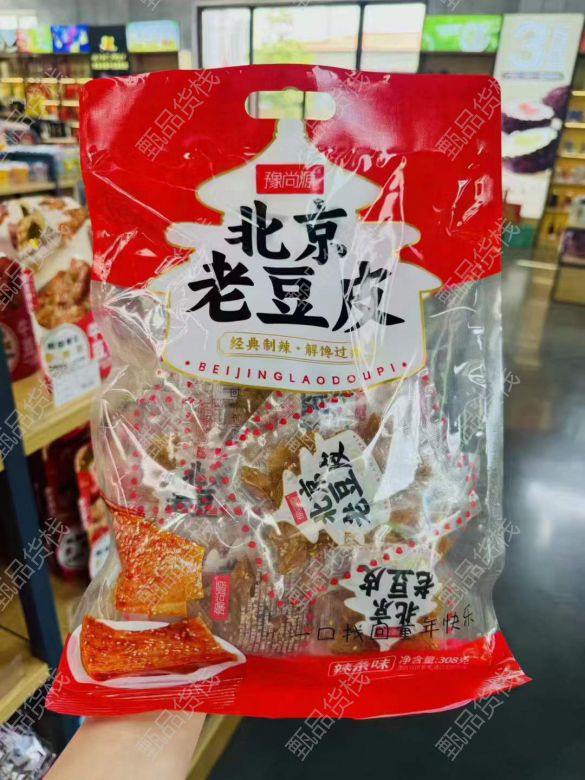 豫尚源
北京
老豆皮
经典制辣·解馋过
BEIJINGLAODOUPI
北京
老豆皮
北京
老豆皮
一口找回童年快乐
辣条味
净含量:308克
甄品货栈